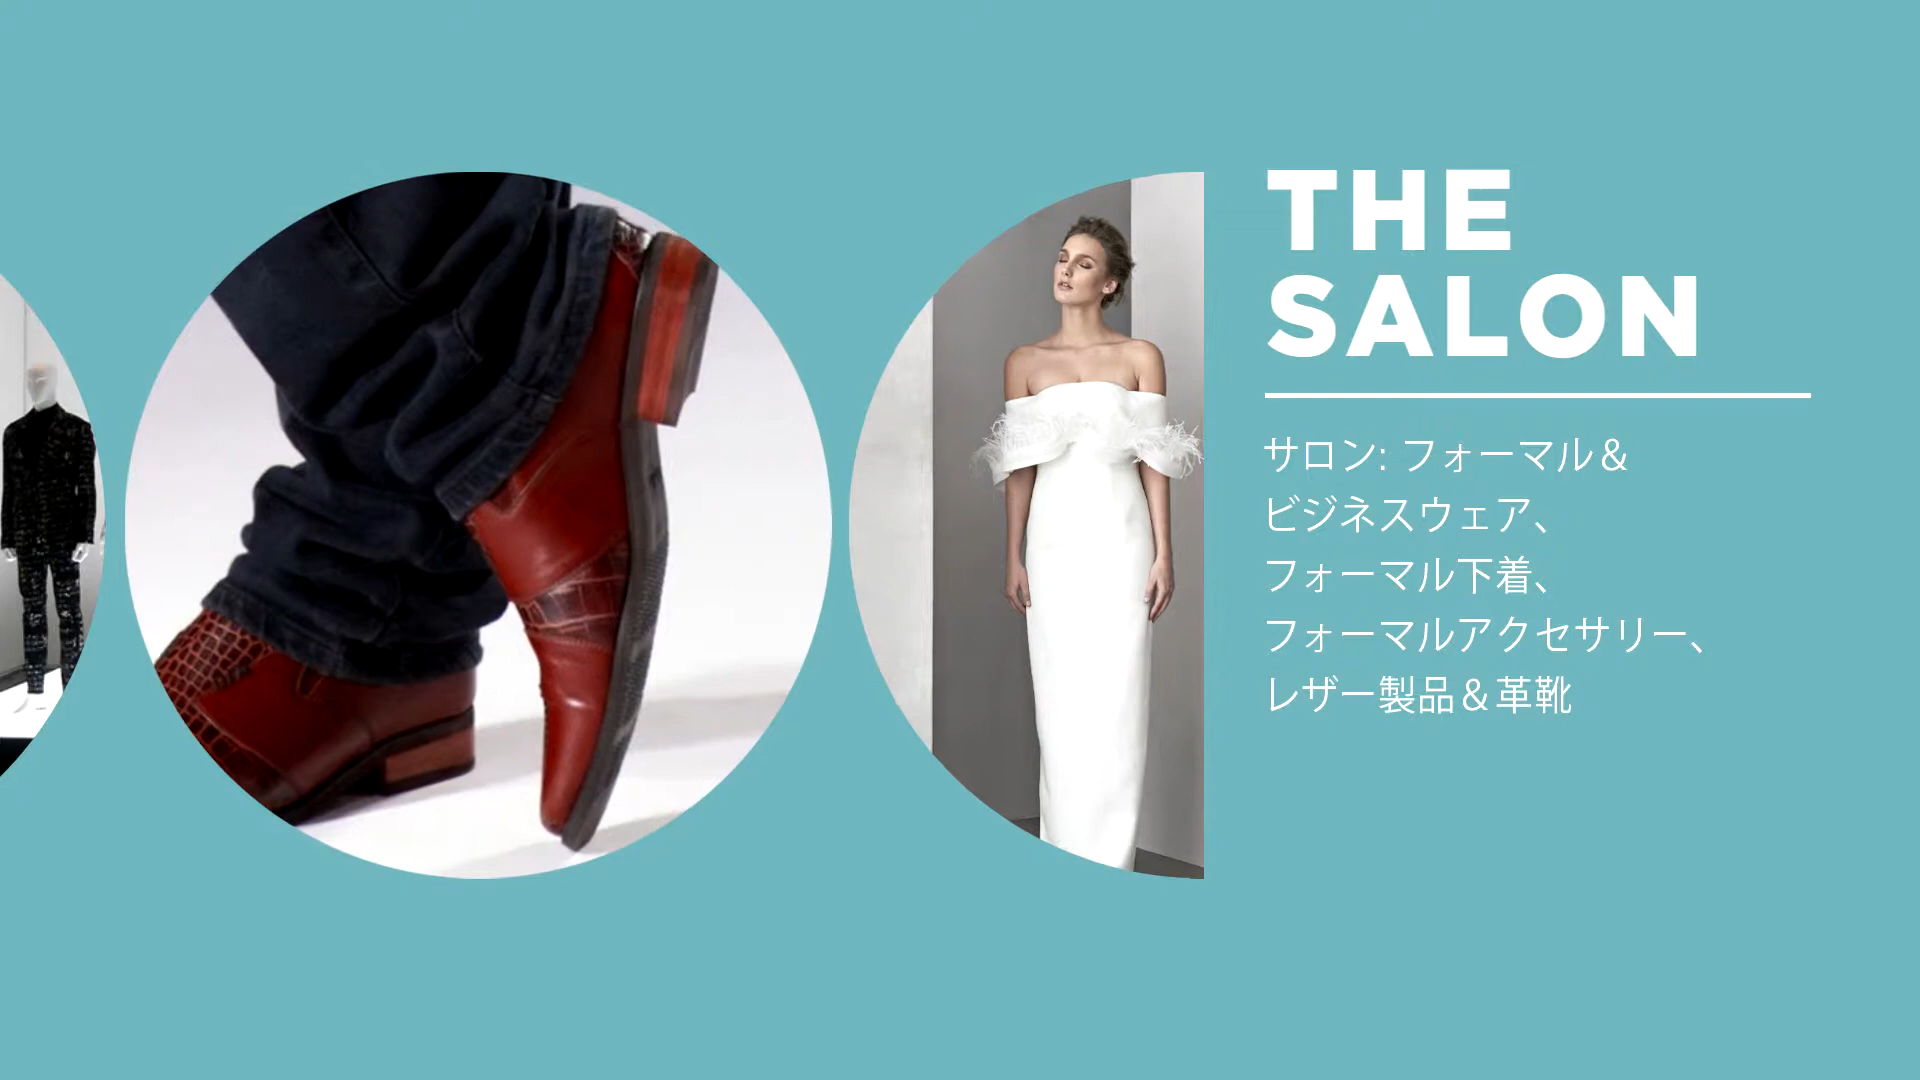 THE
SALON
サロン: フォーマル＆
ビジネスウェア、
フォーマル下着、
フォーマルアクセサリー、
レザー製品＆革靴